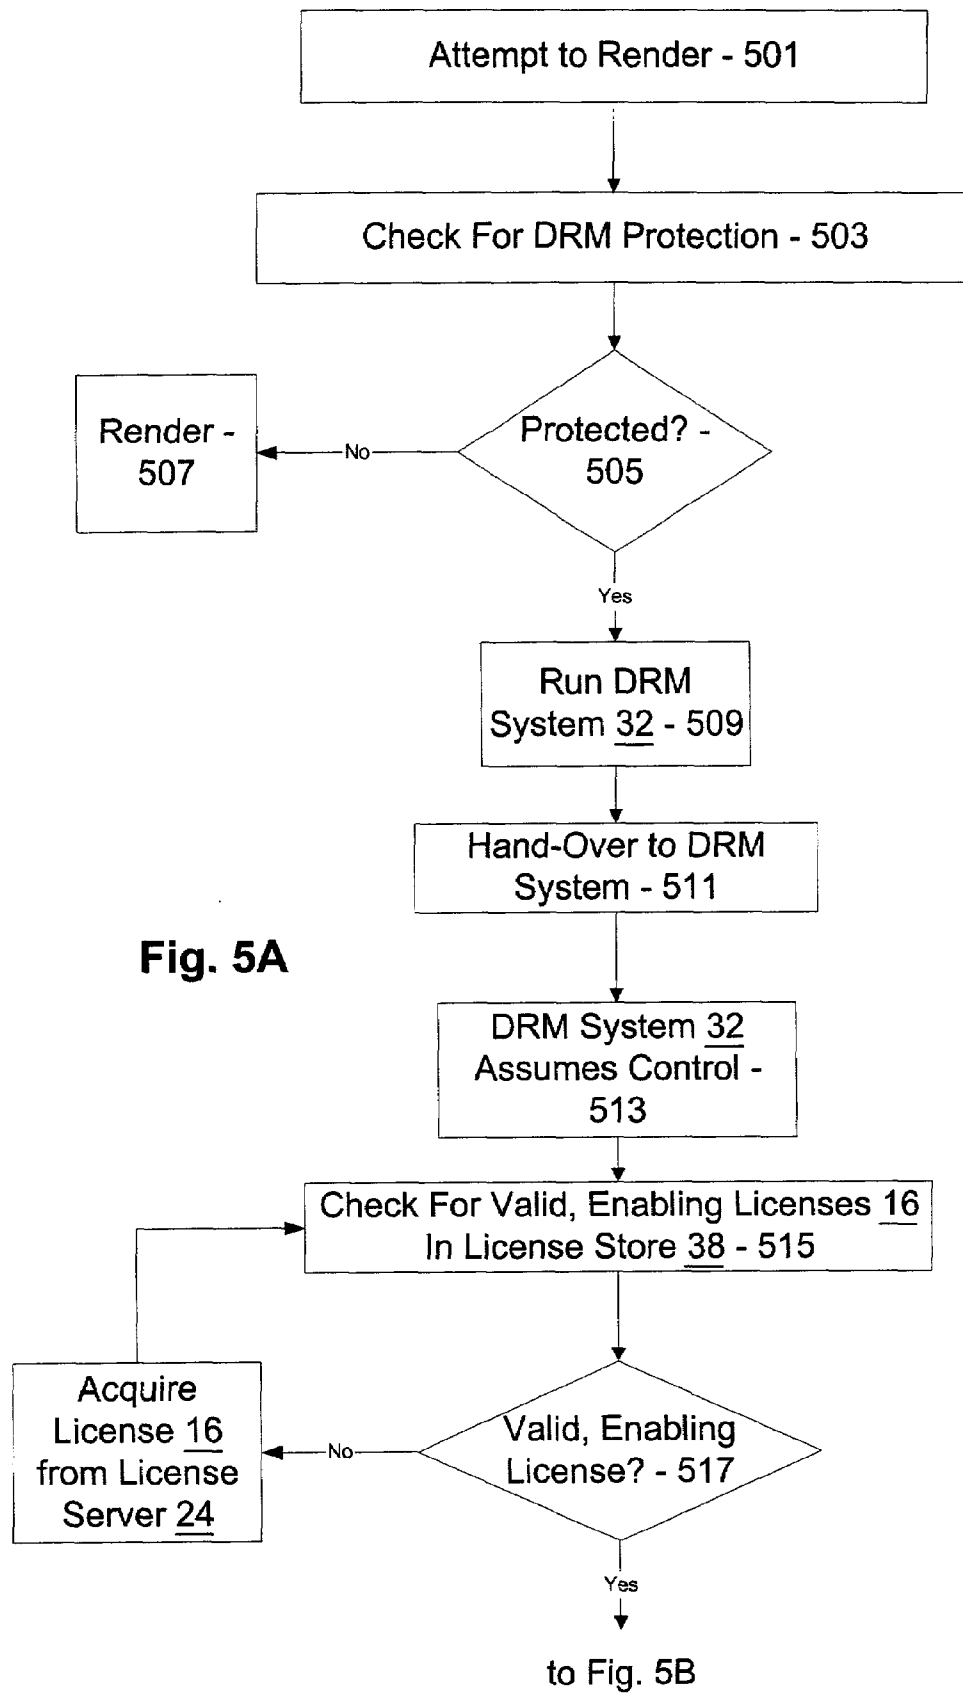 Attempt to Render - 501
Check For DRM Protection - 503
Protected? -
505
No
Render -
507
Yes
Run DRM
System 32 - 509
Hand-Over to DRM
System - 511
Fig. 5A
DRM System 32
Assumes Control -
513
Check For Valid, Enabling Licenses 16
In License Store 38 - 515
Valid, Enabling
License? - 517
No
Acquire
License 16
from License
Server 24
Yes
to Fig. 5B